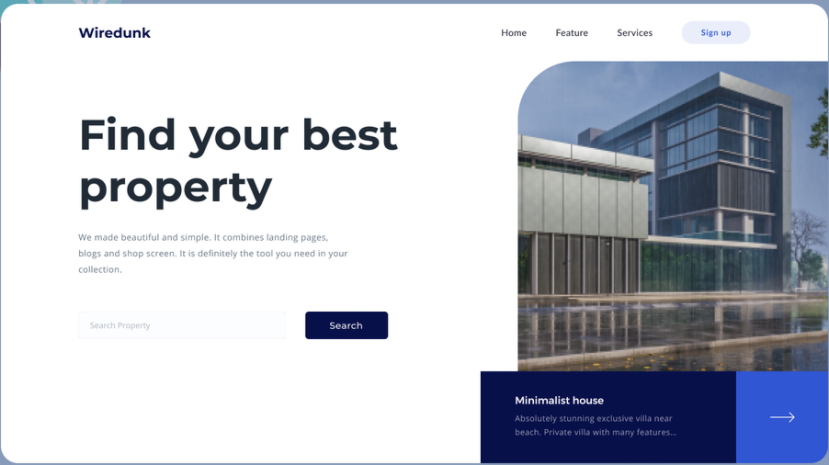 Wiredunk
Home
Feature
Services
Sign up
Find your best
property
We made beautiful and simple. It combines landing pages,
blogs and shop screen. It is definitely the tool you need in your
collection.
Search Property
Search
Minimalist house
Absolutely stunning exclusive villa near
beach. Private villa with many features...